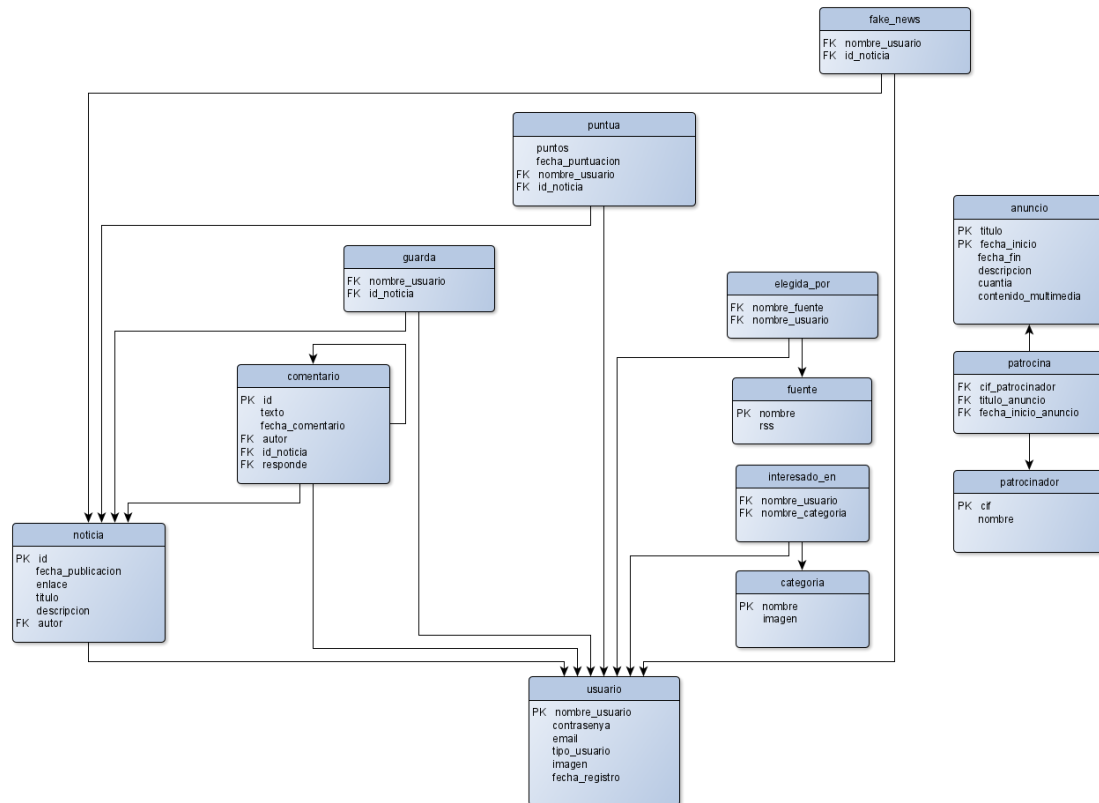 fake_news
FK nombre_usuario
FK id_noticia
puntua
puntos
fecha_puntuacion
FK nombre_usuario
FK id_noticia
anuncio
PK titulo
PK fecha_inicio
fecha_fin
descripcion
cuantia
contenido_multimedia
guarda
FK nombre_usuario
FK id_noticia
elegida_por
FK nombre_fuente
FK nombre_usuario
comentario
PK id
texto
fecha_comentario
FK autor
FK id_noticia
FK responde
fuente
PK nombre
rss
patrocina
FK cif_patrocinador
FK titulo_anuncio
FK fecha_inicio_anuncio
interesado_en
FK nombre_usuario
FK nombre_categoria
patrocinador
PK cif
nombre
noticia
PK id
fecha_publicacion
enlace
titulo
descripcion
FK autor
categoria
PK nombre
imagen
usuario
PK nombre_usuario
contrasenya
email
tipo_usuario
imagen
fecha_registro